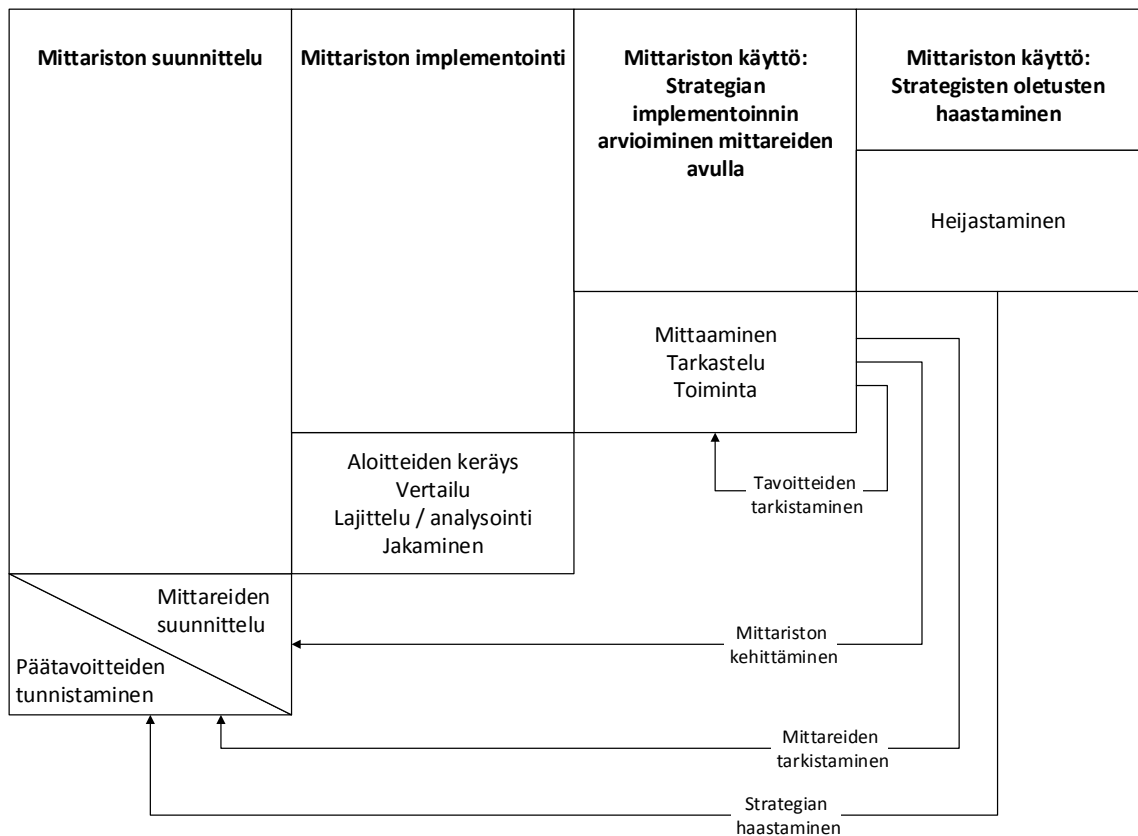 Mittariston suunnittelu
Mittariston implementointi
Mittariston käyttö:
Strategian
implementoinnin
arvioiminen mittareiden
avulla
Mittariston käyttö:
Strategisten oletusten
haastaminen
Heijastaminen
Mittaaminen
Tarkastelu
Toiminta
Aloitteiden keräys
Vertailu
Lajittelu / analysointi
Jakaminen
Tavoitteiden
tarkistaminen
Mittareiden
suunnittelu
Päätavoitteiden
tunnistaminen
Mittariston
kehittäminen
Mittareiden
tarkistaminen
Strategian
haastaminen